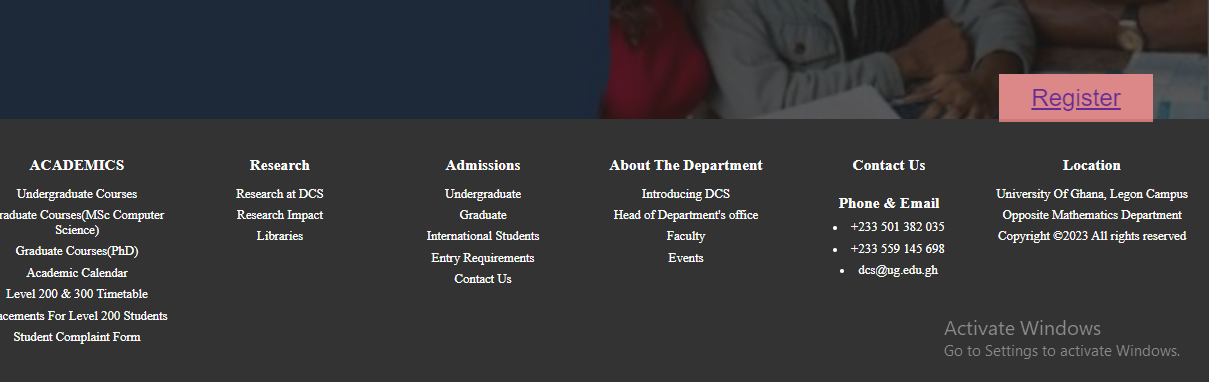 Register
ACADEMICS
Undergraduate Courses
Courses(MSc Computer
Science)
Graduate Courses(PhD)
Academic Calendar
Level 200 & 300 Timetable
For Level 200 Students
Student Complaint Form
Research
Research at DCS
Research Impact
Libraries
Admissions
Undergraduate
Graduate
International Students
Entry Requirements
Contact Us
About The Department
Introducing DCS
Head of Department's office
Faculty
Events
Contact Us
Phone & Email
• +233 501 382 035
• +233 559 145 698
• dcs@ug.edu.gh
Location
University Of Ghana, Legon Campus
Opposite Mathematics Department
Copyright ©2023 All rights reserved
Activate Windows
Go to Settings to activate Windows.